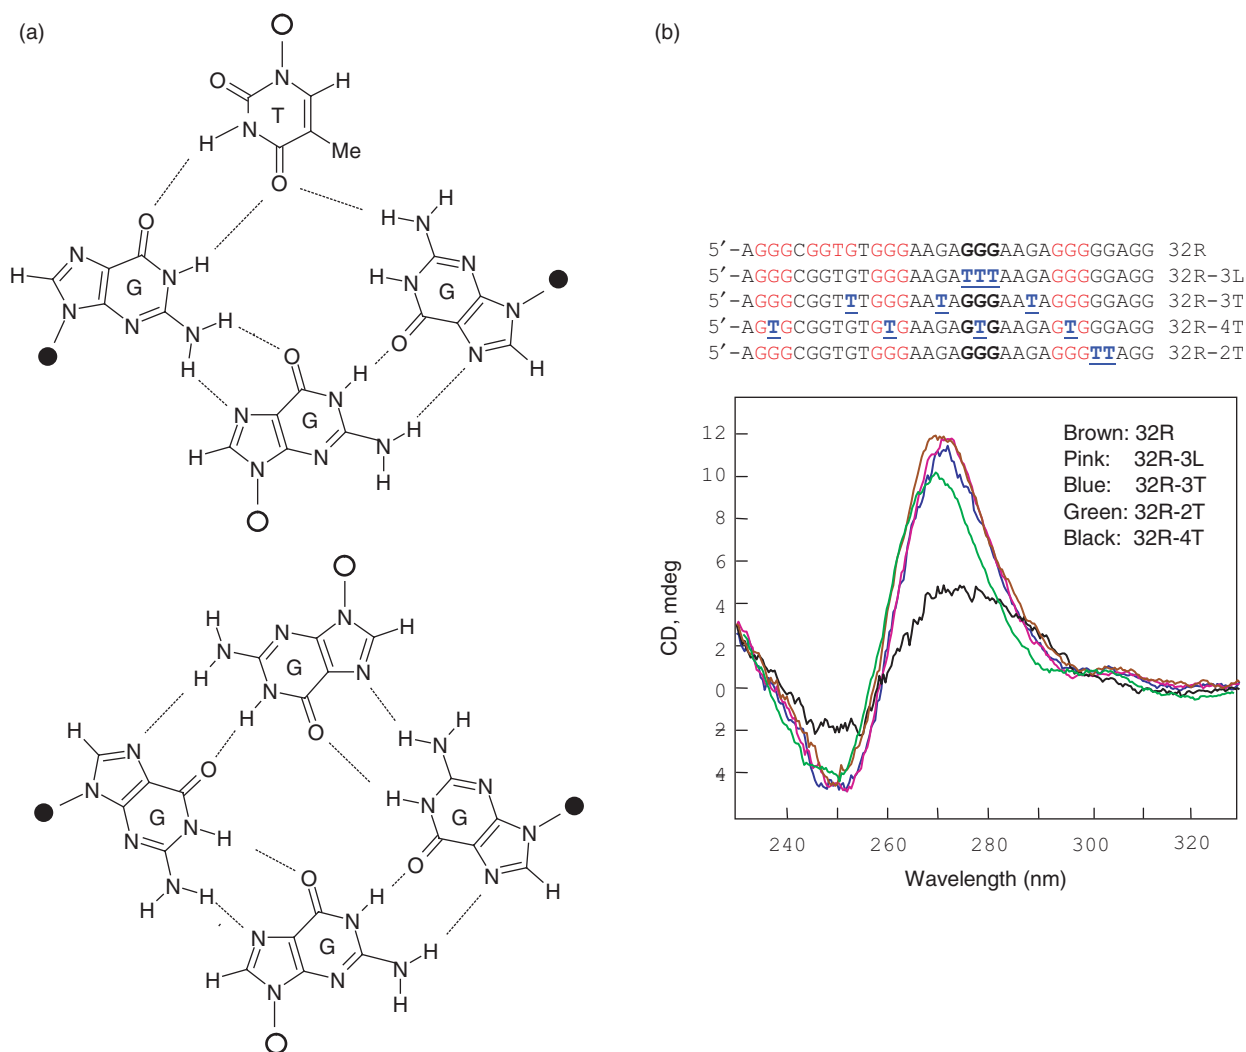 (a)
(b)
O
N
H
T
H
N
Me
O
H
H
N
O
N
H
N
G
N
H
N
N
N
H
H
G
N
N
O
N
H
H
O
H
N
G
N
H
N
N
N
H
H
N
H
N
N
H
G
N
H
N
H
O
H
H
N
H
N
O
N
G
N
H
N
N
H
H
H
N
N
G
N
O
N
H
O
H
N
G
N
H
N
N
N
H
H
5′-AGGGCGGTGTGGGAAGAGGGAAGAGGGGGAGG 32R
5′-AGGGCGGTGTGGGAAGATTTAAGAGGGGGAGG 32R-3L
5′-AGGGCGGTTTGGGAATAGGGAATAGGGGGAGG 32R-3T
5′-AGTGCGGTGTGTGAAGAGTGAAGAGTGGGAGG 32R-4T
5′-AGGGCGGTGTGGGAAGAGGGAAGAGGGTTAGG 32R-2T
Brown: 32R
Pink: 32R-3L
Blue: 32R-3T
Green: 32R-2T
Black: 32R-4T
12
10
8
6
4
2
0
2
4
CD, mdeg
240 260 280 300 320
Wavelength (nm)